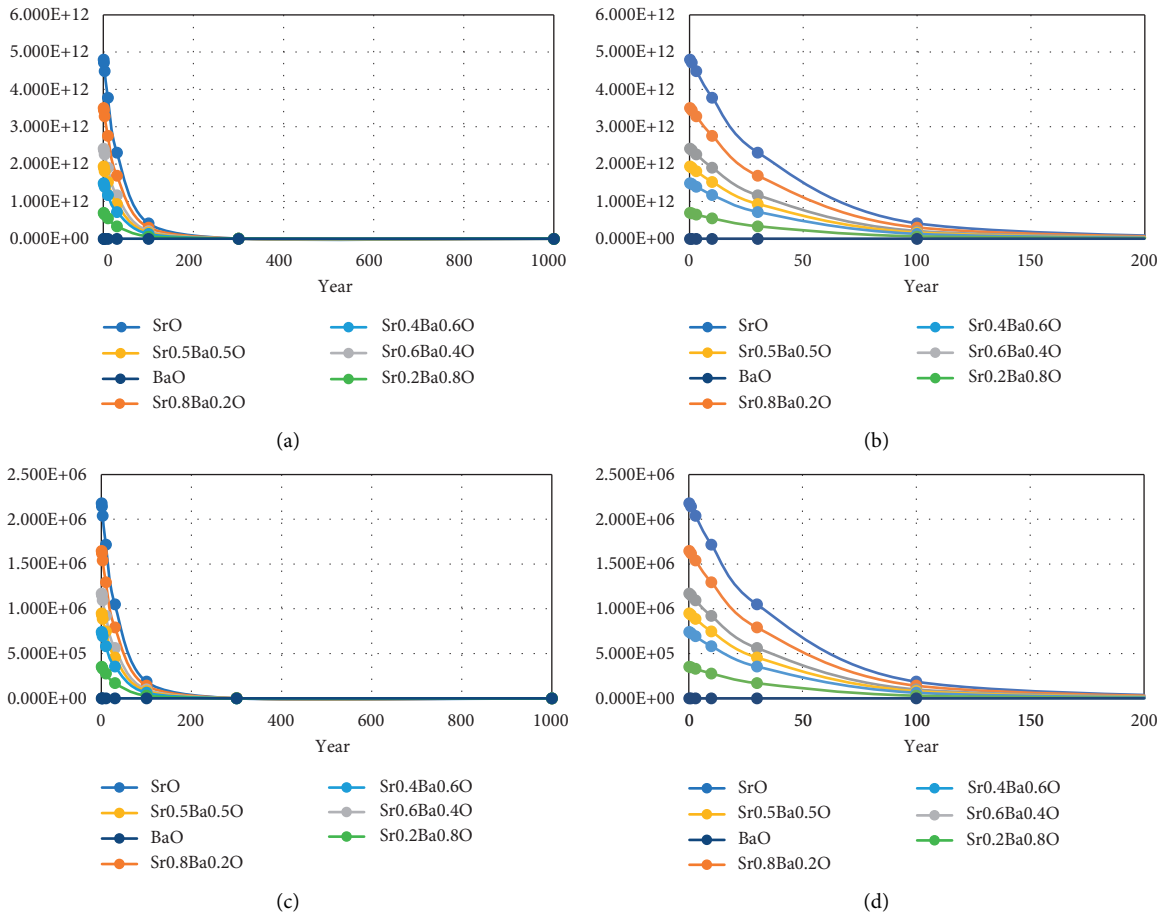 6.000E+12
5.000E+12
4.000E+12
3.000E+12
2.000E+12
1.000E+12
0.000E+00
0 200 400 600 800 1000
Year
SrO
Sr0.5Ba0.5O
BaO
Sr0.8Ba0.2O
Sr0.4Ba0.6O
Sr0.6Ba0.4O
Sr0.2Ba0.8O
(a)
6.000E+12
5.000E+12
4.000E+12
3.000E+12
2.000E+12
1.000E+12
0.000E+00
0 50 100 150 200
Year
SrO
Sr0.5Ba0.5O
BaO
Sr0.8Ba0.2O
Sr0.4Ba0.6O
Sr0.6Ba0.4O
Sr0.2Ba0.8O
(b)
2.500E+06
2.000E+06
1.500E+06
1.000E+06
5.000E+05
0.000E+00
0 200 400 600 800 1000
Year
SrO
Sr0.5Ba0.5O
BaO
Sr0.8Ba0.2O
Sr0.4Ba0.6O
Sr0.6Ba0.4O
Sr0.2Ba0.8O
(c)
2.500E+06
2.000E+06
1.500E+06
1.000E+06
5.000E+05
0.000E+00
0 50 100 150 200
Year
SrO
Sr0.5Ba0.5O
BaO
Sr0.8Ba0.2O
Sr0.4Ba0.6O
Sr0.6Ba0.4O
Sr0.2Ba0.8O
(d)